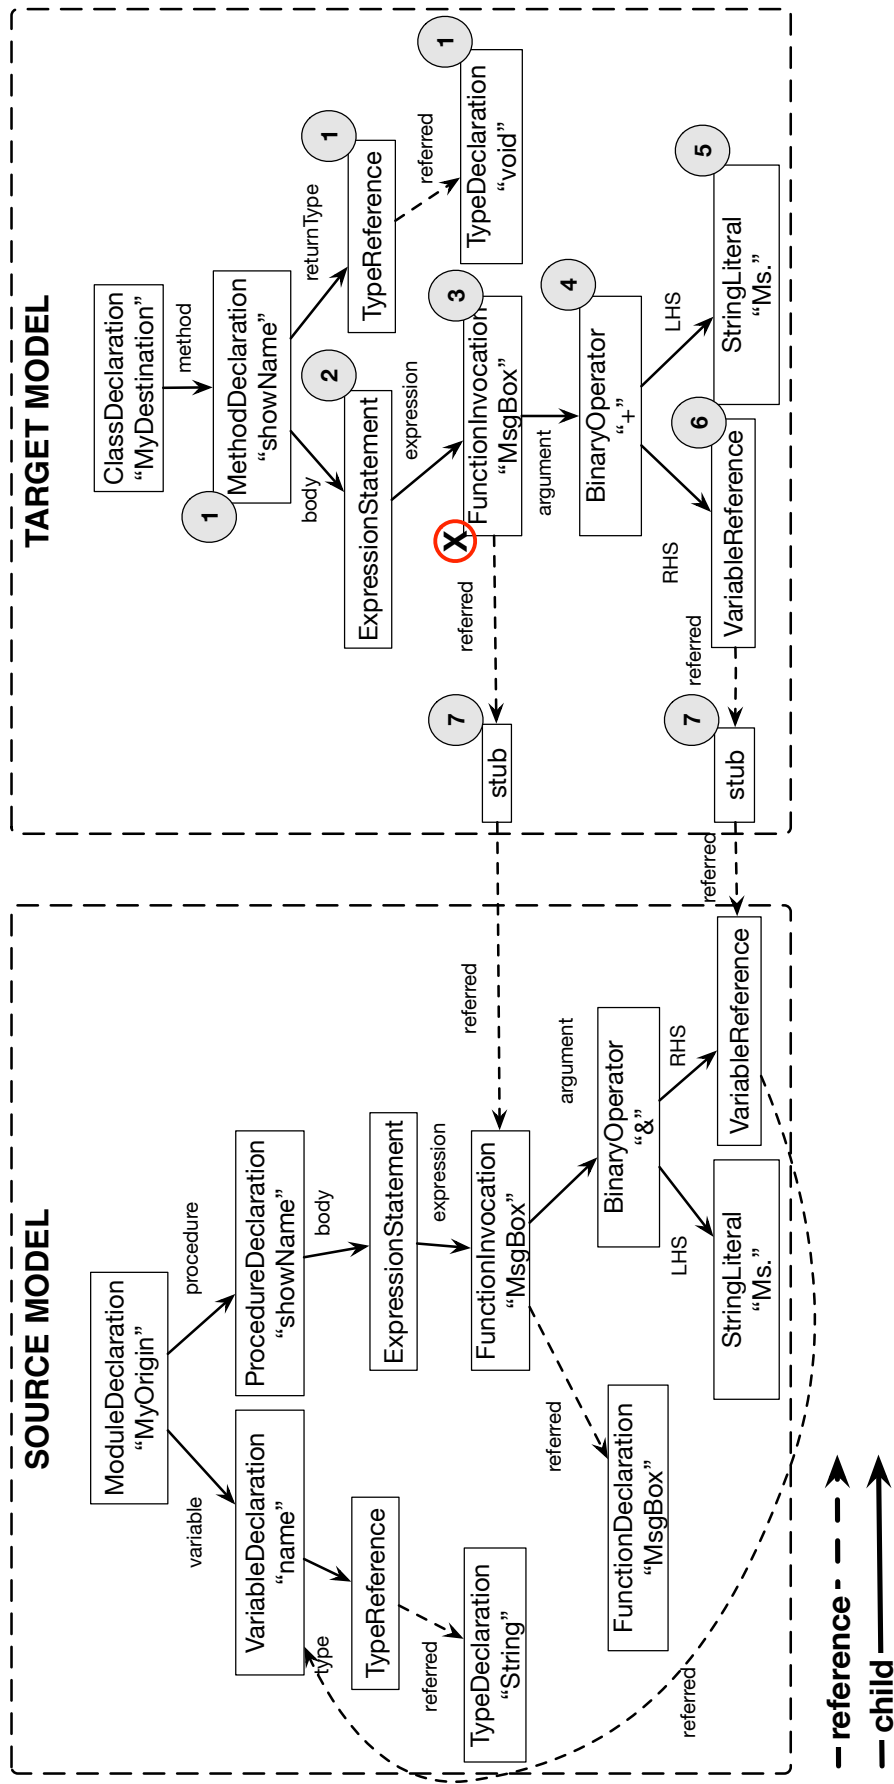 SOURCE MODEL
ModuleDeclaration
“MyOrigin”
variable
procedure
VariableDeclaration
“name”
ProcedureDeclaration
“showName”
type
body
TypeReference
ExpressionStatement
referred
expression
TypeDeclaration
“String”
FunctionInvocation
“MsgBox”
referred
referred
argument
FunctionDeclaration
“MsgBox”
BinaryOperator
“&”
LHS
RHS
StringLiteral
“Ms.”
VariableReference
referred
referred
TARGET MODEL
ClassDeclaration
“MyDestination”
method
1
MethodDeclaration
“showName”
body
returnType
2
ExpressionStatement
1
TypeReference
expression
referred
1
TypeDeclaration
“void”
X
3
FunctionInvocation
“MsgBox”
referred
7
stub
argument
4
BinaryOperator
“+”
RHS
LHS
6
VariableReference
5
StringLiteral
“Ms.”
referred
7
stub
reference
child